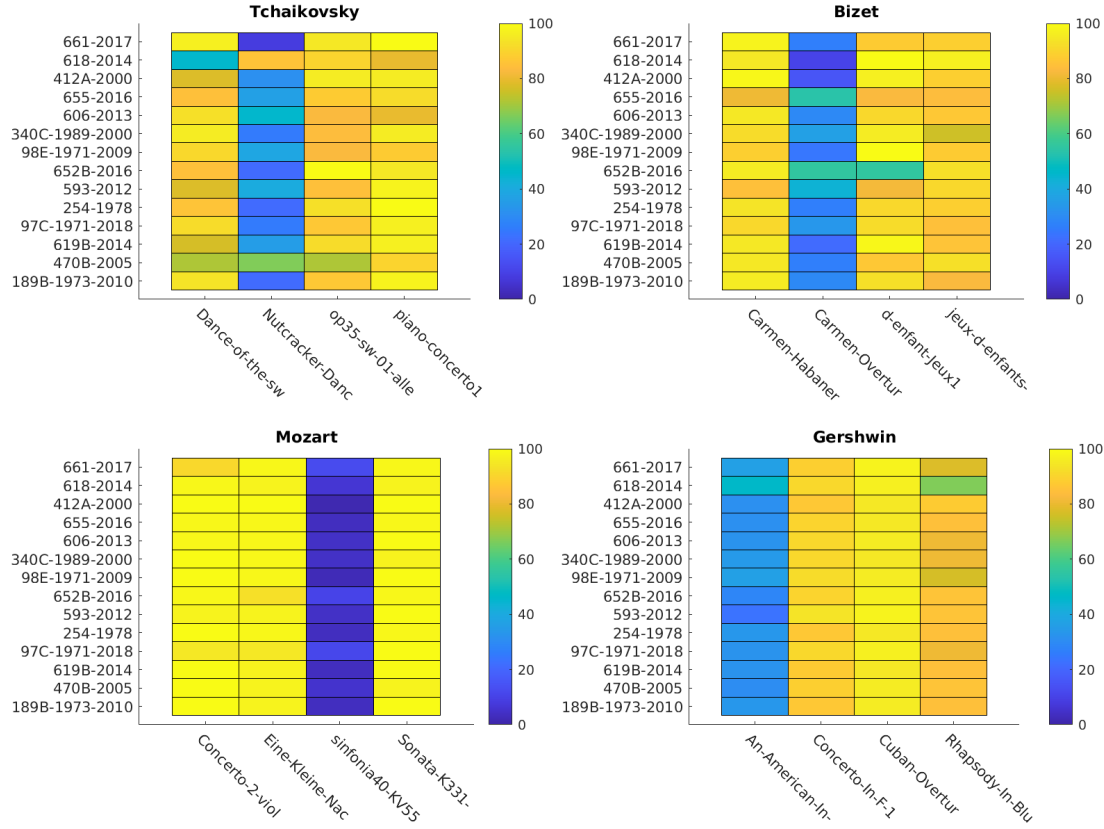 Tchaikovsky
661-2017
618-2014
412A-2000
655-2016
606-2013
340C-1989-2000
98E-1971-2009
652B-2016
593-2012
254-1978
97C-1971-2018
619B-2014
470B-2005
189B-1973-2010
Dance-of-the-sw
Nutcracker-Danc
op35-sw-01-alle
piano-concerto1
100
80
60
40
20
0
Bizet
661-2017
618-2014
412A-2000
655-2016
606-2013
340C-1989-2000
98E-1971-2009
652B-2016
593-2012
254-1978
97C-1971-2018
619B-2014
470B-2005
189B-1973-2010
Carmen-Habaner
Carmen-Overtur
d-enfant-Jeux1
jeux-d-enfants-
100
80
60
40
20
0
Mozart
661-2017
618-2014
412A-2000
655-2016
606-2013
340C-1989-2000
98E-1971-2009
652B-2016
593-2012
254-1978
97C-1971-2018
619B-2014
470B-2005
189B-1973-2010
Concerto-2-viol
Eine-Kleine-Nac
sinfonia40-KV55
Sonata-K331-
100
80
60
40
20
0
Gershwin
661-2017
618-2014
412A-2000
655-2016
606-2013
340C-1989-2000
98E-1971-2009
652B-2016
593-2012
254-1978
97C-1971-2018
619B-2014
470B-2005
189B-1973-2010
An-American-In-
Concerto-In-F-1
Cuban-Overtur
Rhapsody-In-Blu
100
80
60
40
20
0